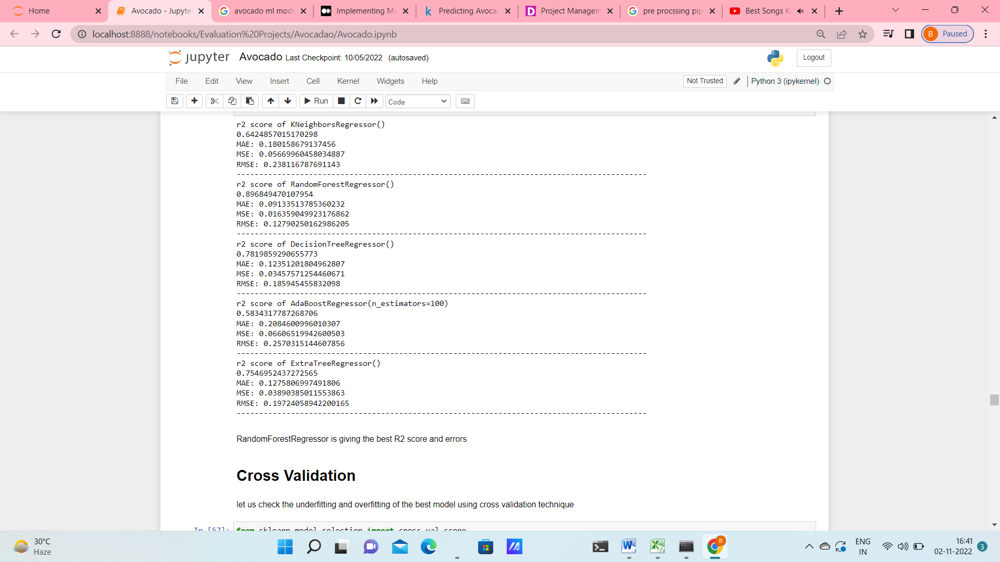 Home
Avocado - Jupyte
avocado ml mode
Implementing Ma
Predicting Avocac
Project Managem
pre procssing pip
Best Songs K
localhost:8888/notebooks/Evaluation%20Projects/Avocadao/Avocado.ipynb
B Paused
jupyter Avocado Last Checkpoint: 10/05/2022 (autosaved)
Logout
File Edit View Insert Cell Kernel Widgets Help
Not Trusted
Python 3 (ipykernel)
Run
Code
r2 score of KNeighborsRegressor()
0.6424857015170298
MAE: 0.180158679137456
MSE: 0.05669960458034887
RMSE: 0.238116787691143
-------------------------------------------------------------------------------------------
r2 score of RandomForestRegressor()
0.896849470107954
MAE: 0.09133513785360232
MSE: 0.016359049923176862
RMSE: 0.12790250162986205
-------------------------------------------------------------------------------------------
r2 score of DecisionTreeRegressor()
0.7819859290655773
MAE: 0.12351201804962807
MSE: 0.03457571254460671
RMSE: 0.185945455832098
-------------------------------------------------------------------------------------------
r2 score of AdaBoostRegressor(n_estimators=100)
0.5834317787268706
MAE: 0.2084600996010307
MSE: 0.06606519942600503
RMSE: 0.2570315144607856
-------------------------------------------------------------------------------------------
r2 score of ExtraTreeRegressor()
0.7546952437272565
MAE: 0.1275806997491806
MSE: 0.03890385011553863
RMSE: 0.19724058942200165
-------------------------------------------------------------------------------------------
RandomForestRegressor is giving the best R2 score and errors
Cross Validation
let us check the underfitting and overfitting of the best model using cross validation technique
In [57]: from sklearn.model_selection import cross_val_score
30°C
Haze
ENG
IN
16:41
02-11-2022
3